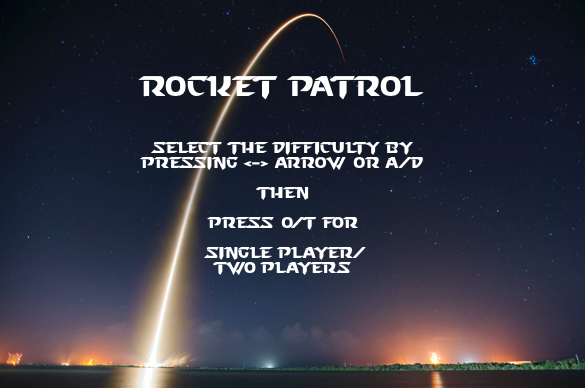 ROCKET PATROL
SELECT THE DIFFICULTY BY
PRESSING <-> ARROW OR A/D
THEN
PRESS O/T FOR
SINGLE PLAYER/
TWO PLAYERS